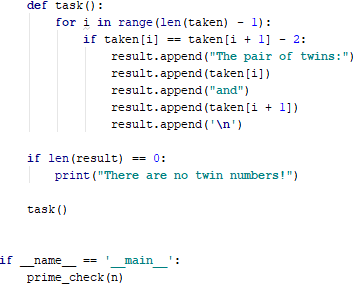 def task():
for i in range(len(taken) - 1):
if taken[i] == taken[i + 1] - 2:
result.append("The pair of twins:")
result.append(taken[i])
result.append("and")
result.append(taken[i + 1])
result.append('\n')
if len(result) == 0:
print("There are no twin numbers!")
task()
if __name__ == '__main__':
prime_check(n)